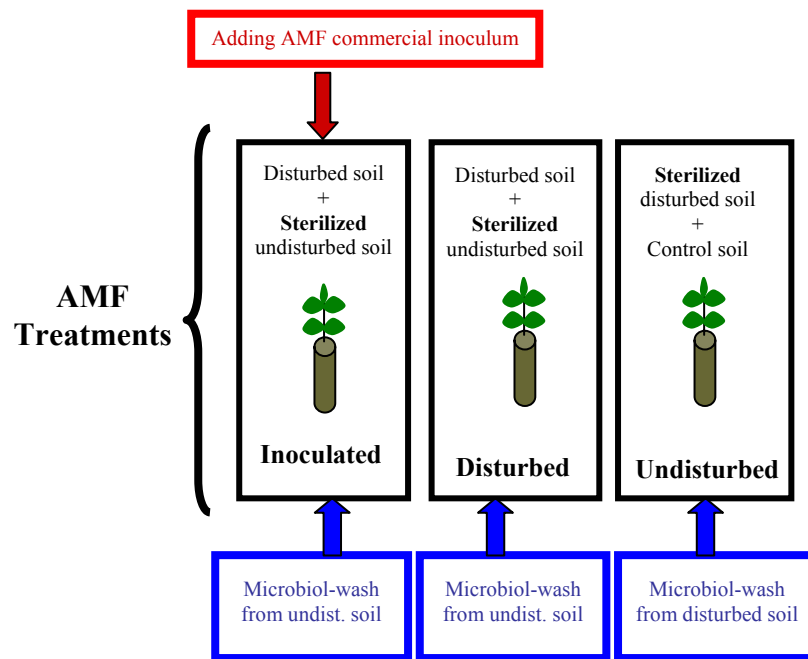 Adding AMF commercial inoculum
AMF
Treatments
Disturbed soil
+
Sterilized
undisturbed soil
Inoculated
Disturbed soil
+
Sterilized
undisturbed soil
Disturbed
Sterilized
disturbed soil
+
Control soil
Undisturbed
Microbiol-wash
from undist. soil
Microbiol-wash
from undist. soil
Microbiol-wash
from disturbed soil